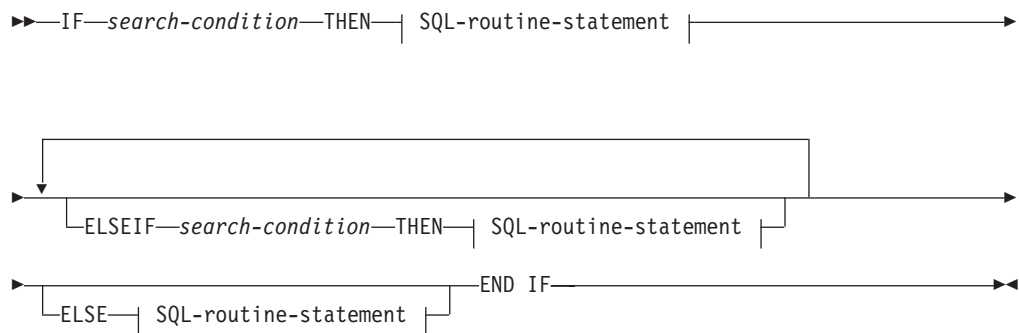 IF search-condition THEN SQL-routine-statement
ELSEIF search-condition THEN SQL-routine-statement
END IF
ELSE SQL-routine-statement